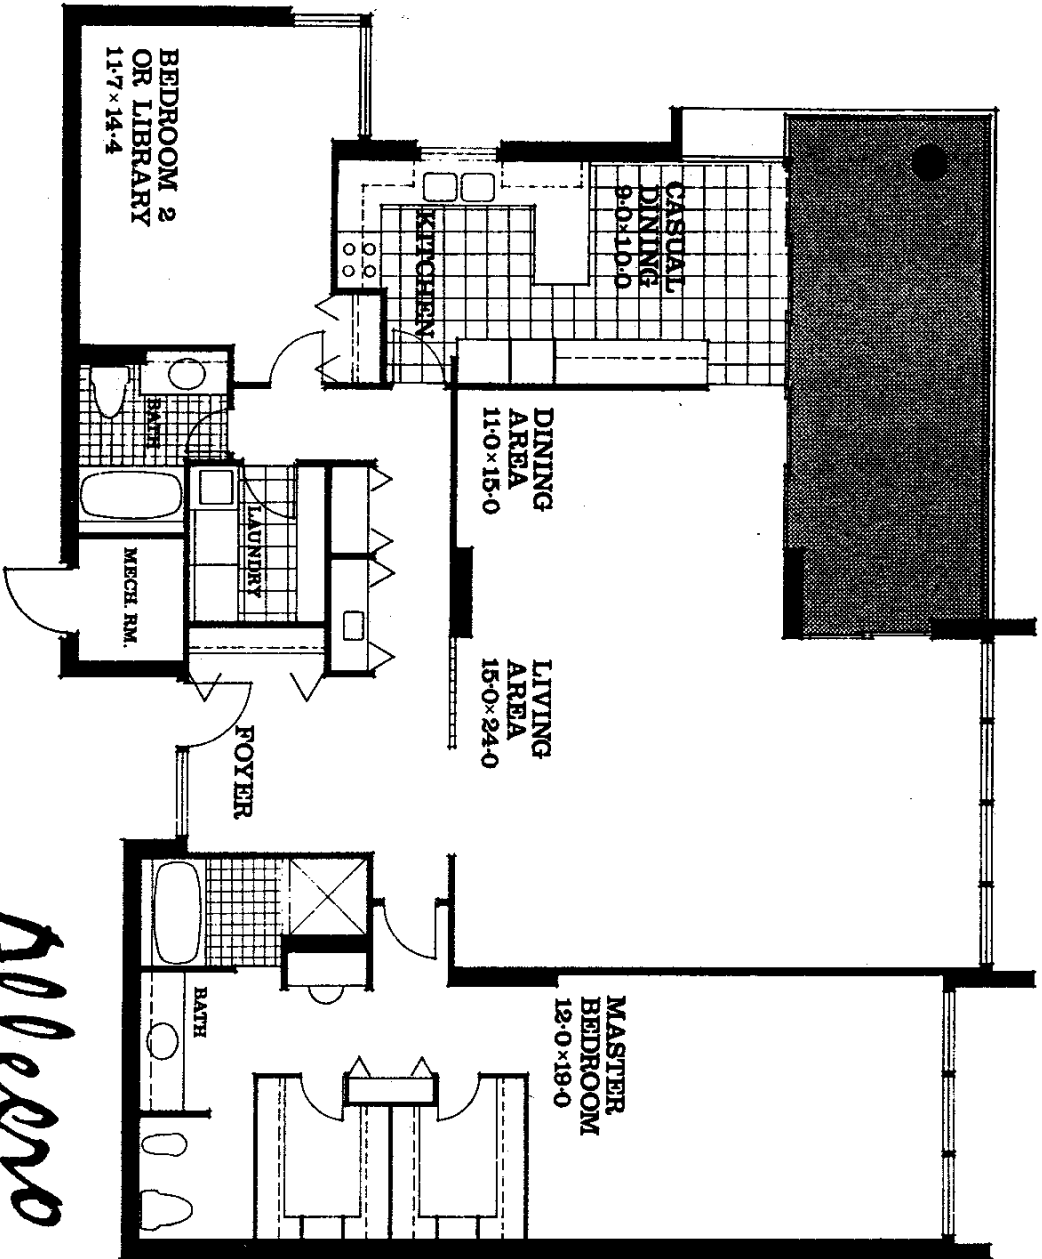 CASUAL
DINING
9·0×10·0
MASTER
BEDROOM
12·0×18·0
DINING
AREA
11·0×15·0
LIVING
AREA
15·0×24·0
KITCHEN
LAUNDRY
FOYER
BATH
BEDROOM 2
OR LIBRARY
11·7×14·4
BATH
MECH. RM.
Allegro